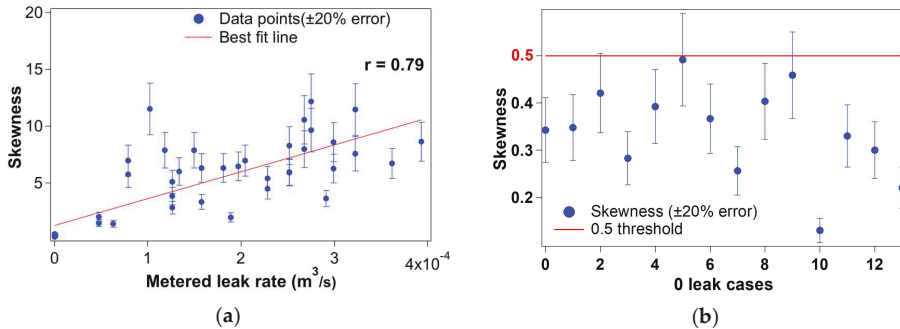 (a)
20
15
10
5
Skewness
Data points(±20% error)
Best fit line
r = 0.79
0
1
2
3
4x10⁻⁴
Metered leak rate (m³/s)
(a)
(b)
0.5
0.4
0.3
0.2
Skewness
Skewness (±20% error)
0.5 threshold
0
2
4
6
8
10
12
0 leak cases
(b)